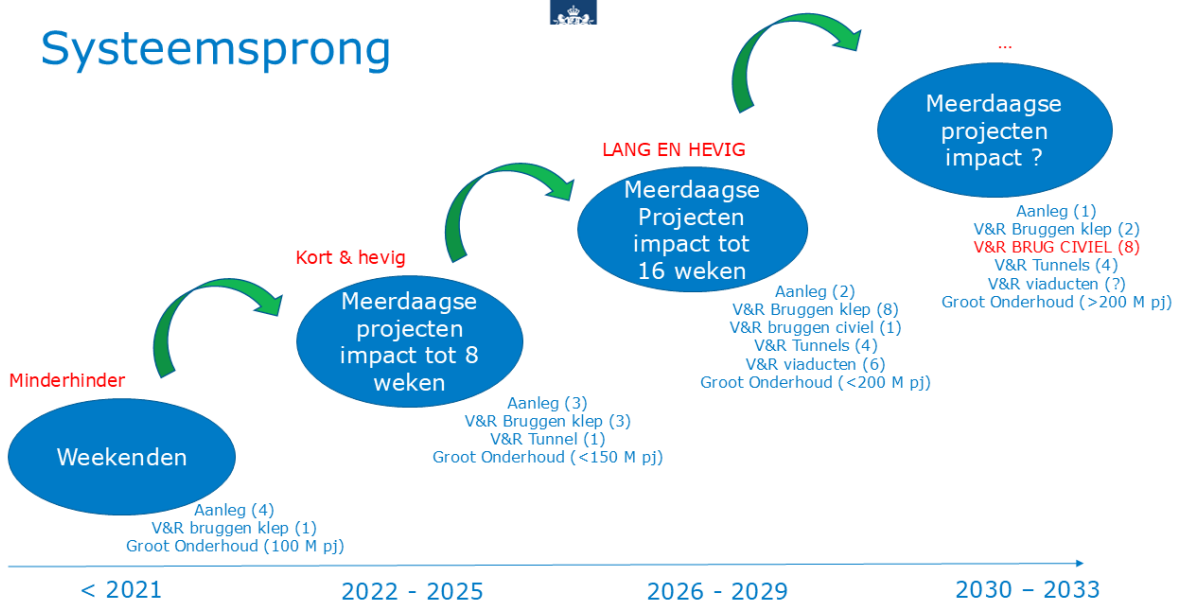 Systeemsprong
Minderhinder
Weekenden
Aanleg (4)
V&R bruggen klep (1)
Groot Onderhoud (100 M pj)
Kort & hevig
Meerdaagse
projecten
impact tot 8
weken
Aanleg (3)
V&R Bruggen klep (3)
V&R Tunnel (1)
Groot Onderhoud (<150 M pj)
LANG EN HEVIG
Meerdaagse
Projecten
impact tot
16 weken
Aanleg (2)
V&R Bruggen klep (8)
V&R bruggen civiel (1)
V&R Tunnels (4)
V&R viaducten (6)
Groot Onderhoud (<200 M pj)
...
Meerdaagse
projecten
impact ?
Aanleg (1)
V&R Bruggen klep (2)
V&R BRUG CIVIEL (8)
V&R Tunnels (4)
V&R viaducten (?)
Groot Onderhoud (>200 M pj)
< 2021
2022 - 2025
2026 - 2029
2030 – 2033